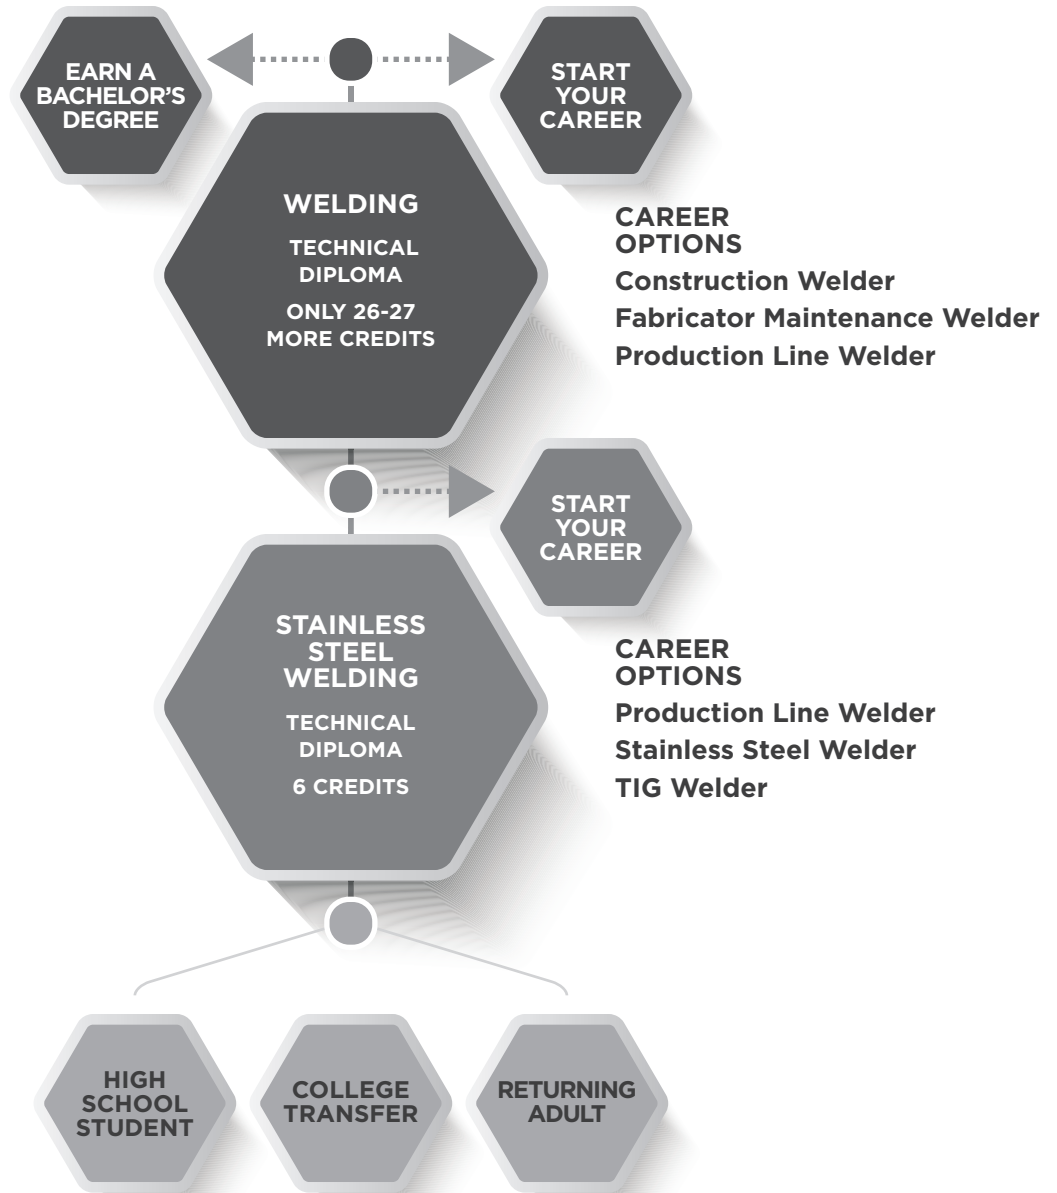 EARN A
BACHELOR'S
DEGREE
START
YOUR
CAREER
WELDING
TECHNICAL
DIPLOMA
ONLY 26-27
MORE CREDITS
CAREER
OPTIONS
Construction Welder
Fabricator Maintenance Welder
Production Line Welder
START
YOUR
CAREER
STAINLESS
STEEL
WELDING
TECHNICAL
DIPLOMA
6 CREDITS
CAREER
OPTIONS
Production Line Welder
Stainless Steel Welder
TIG Welder
HIGH
SCHOOL
STUDENT
COLLEGE
TRANSFER
RETURNING
ADULT